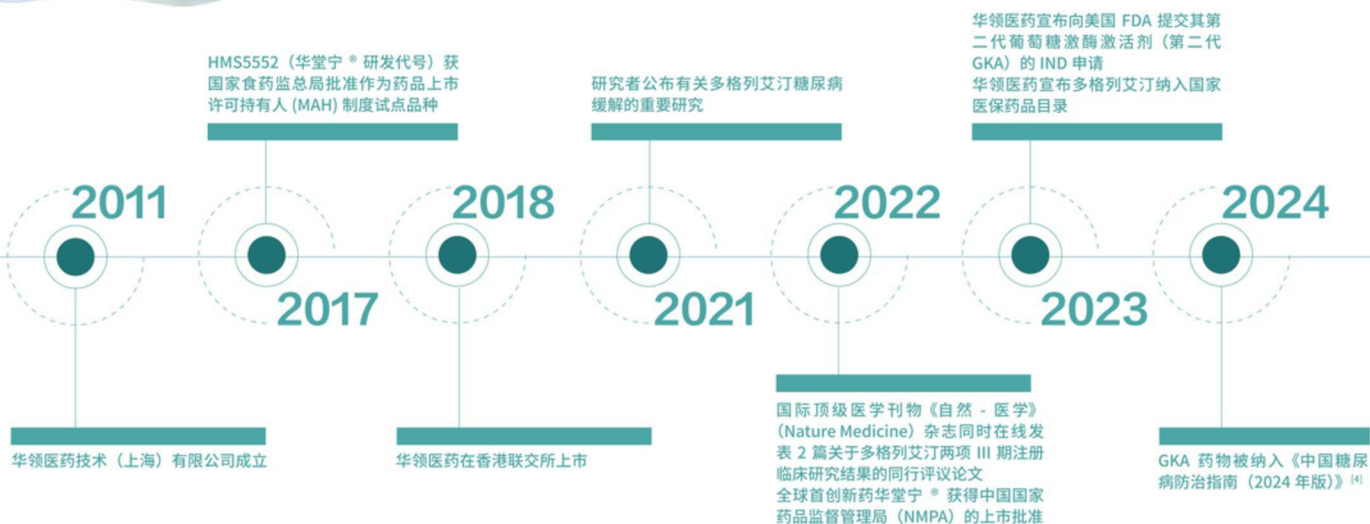 2011
华领医药技术（上海）有限公司成立
HMS5552（华堂宁 ® 研发代号）获
国家食药监总局批准作为药品上市
许可持有人 (MAH) 制度试点品种
2017
2018
华领医药在香港联交所上市
研究者公布有关多格列艾汀糖尿病
缓解的重要研究
2021
2022
国际顶级医学刊物《自然 - 医学》
（Nature Medicine）杂志同时在线发
表 2 篇关于多格列艾汀两项 III 期注册
临床研究结果的同行评议论文
全球首创新药华堂宁 ® 获得中国国家
药品监督管理局（NMPA）的上市批准
华领医药宣布向美国 FDA 提交其第
二代葡萄糖激酶激活剂（第二代
GKA）的 IND 申请
华领医药宣布多格列艾汀纳入国家
医保药品目录
2023
2024
GKA 药物被纳入《中国糖尿
病防治指南（2024 年版）》[4]